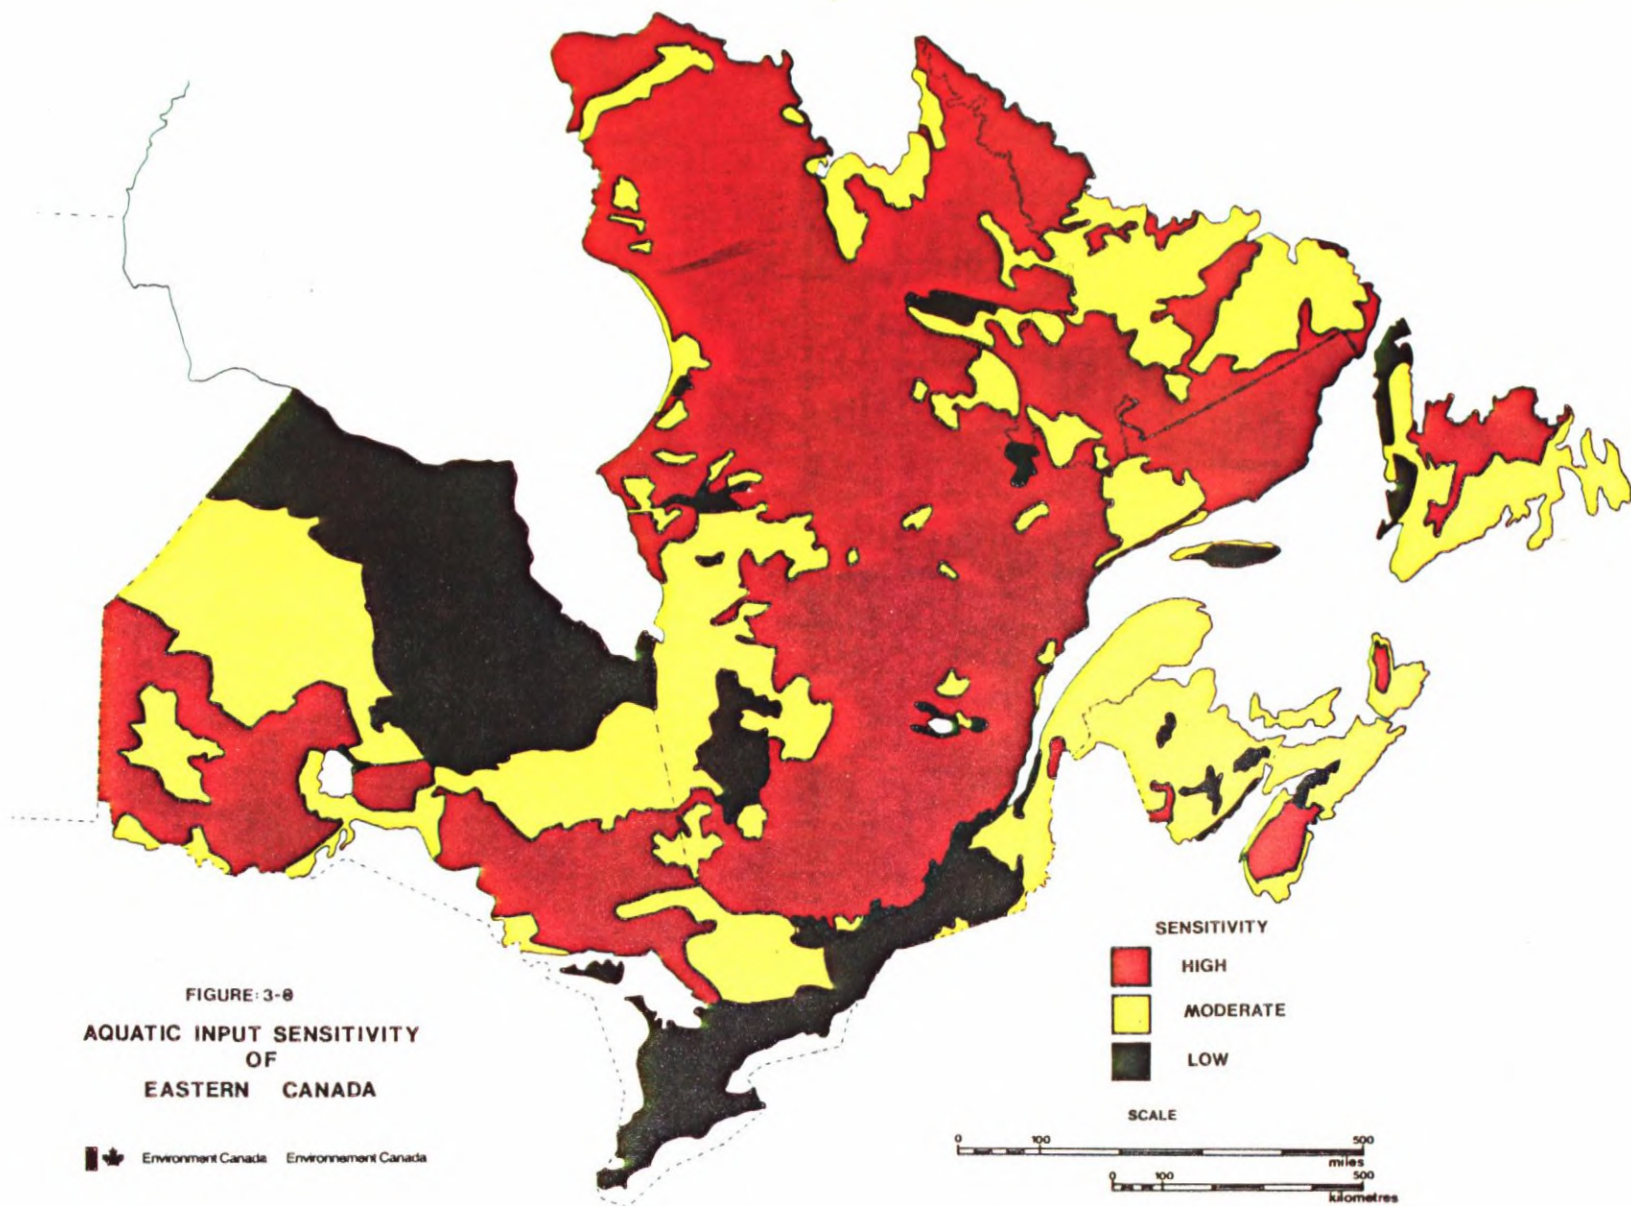 FIGURE: 3-8
AQUATIC INPUT SENSITIVITY
OF
EASTERN CANADA
Environment Canada Environnement Canada
SENSITIVITY
HIGH
MODERATE
LOW
SCALE
0 100 500
miles
0 100 500
kilometres